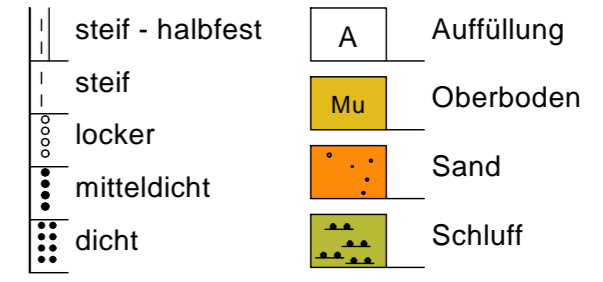 steif - halbfest
steif
locker
mitteldicht
dicht
A Auffüllung
Mu Oberboden
Sand
Schluff